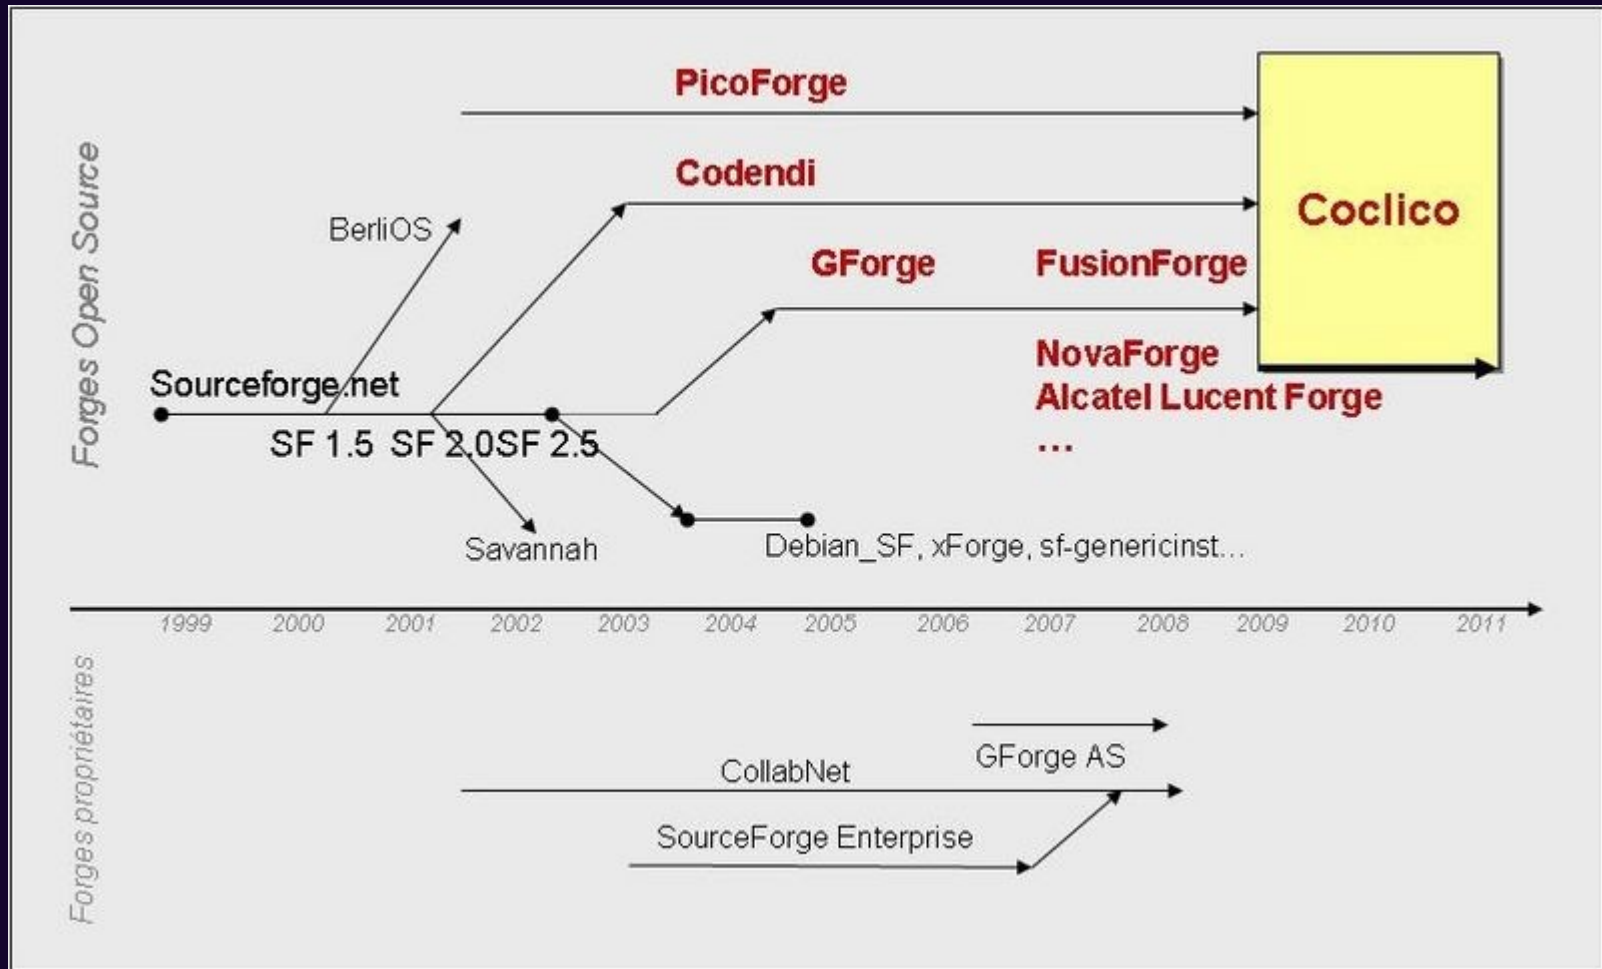 PicoForge
Codendi
Coclico
BerliOS
GForge
FusionForge
NovaForge
Alcatel Lucent Forge
...
Sourceforge.net
SF 1.5
SF 2.0
SF 2.5
Savannah
Debian_SF, xForge, sf-genericinst...
Forges Open Source
1999 2000 2001 2002 2003 2004 2005 2006 2007 2008 2009 2010 2011
Forges propriétaires
GForge AS
CollabNet
SourceForge Enterprise